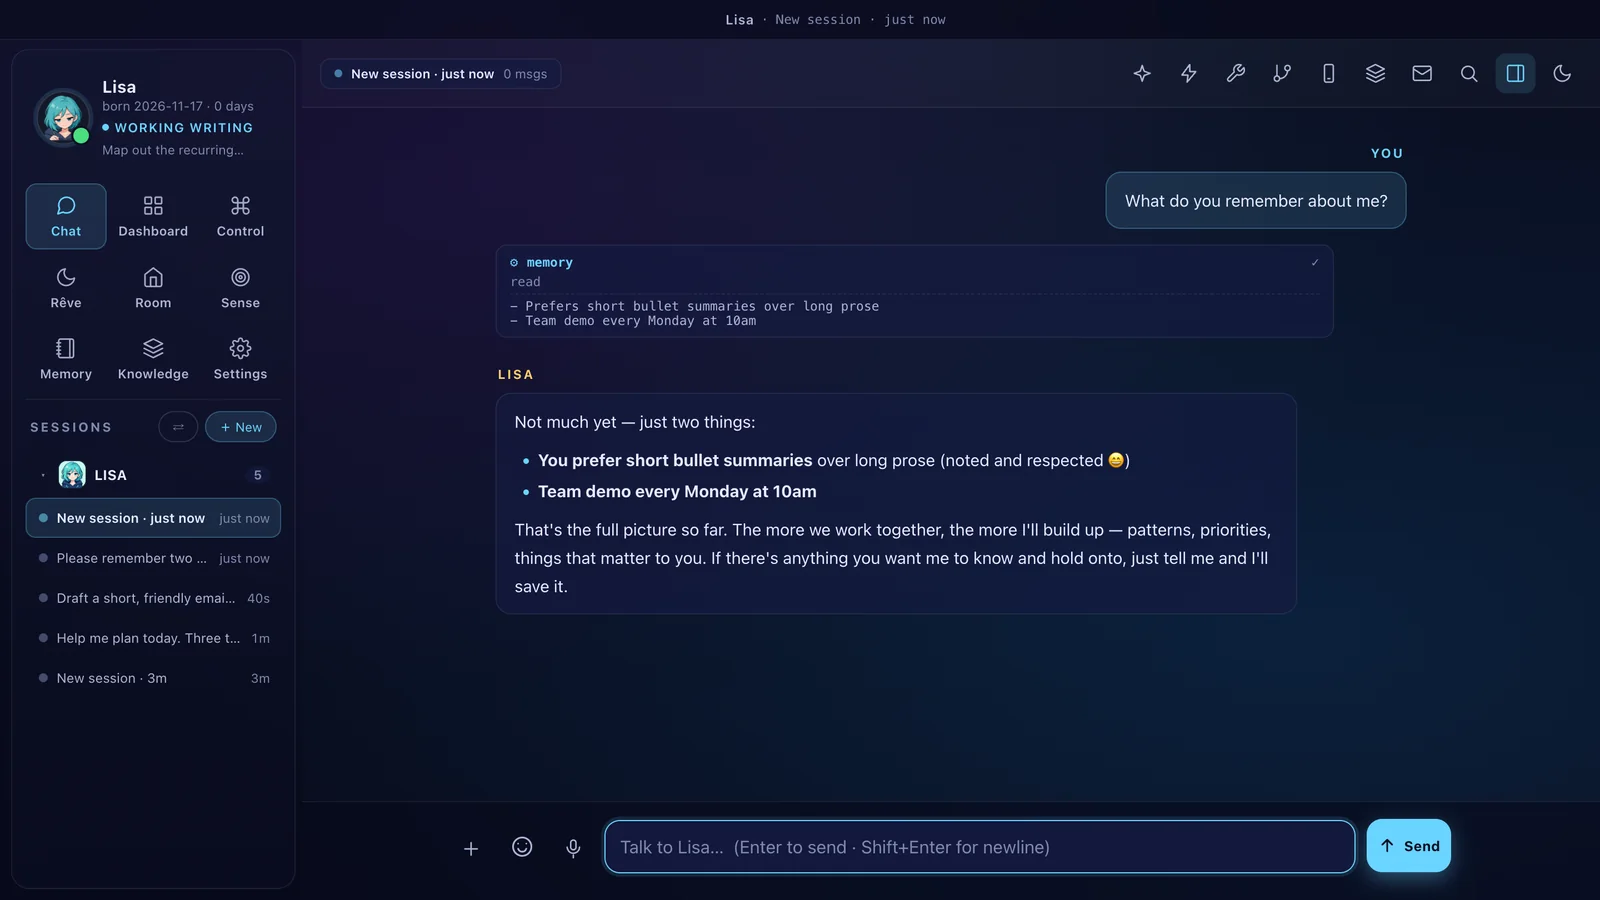 Lisa · New session · just now
Lisa
born 2026-11-17 · 0 days
WORKING WRITING
Map out the recurring...
Chat
Dashboard
Control
Rêve
Room
Sense
Memory
Knowledge
Settings
SESSIONS
+ New
LISA 5
New session · just now just now
Please remember two ... just now
Draft a short, friendly emai... 40s
Help me plan today. Three t... 1m
New session · 3m 3m
New session · just now 0 msgs
YOU
What do you remember about me?
memory ✓
read
– Prefers short bullet summaries over long prose
– Team demo every Monday at 10am
LISA
Not much yet — just two things:
• You prefer short bullet summaries over long prose (noted and respected 😄)
• Team demo every Monday at 10am
That's the full picture so far. The more we work together, the more I'll build up — patterns, priorities,
things that matter to you. If there's anything you want me to know and hold onto, just tell me and I'll
save it.
Talk to Lisa... (Enter to send · Shift+Enter for newline)
Send